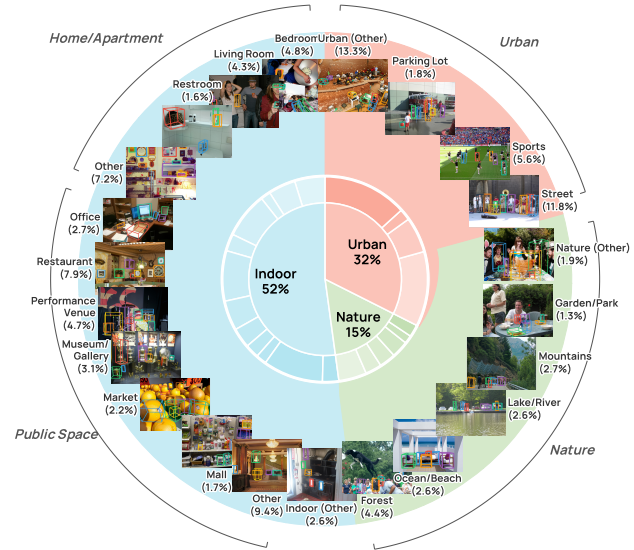 Home/Apartment
Urban
Bedroom
(4.8%)
Urban (Other)
(13.3%)
Living Room
(4.3%)
Parking Lot
(1.8%)
Restroom
(1.6%)
Sports
(5.6%)
Other
(7.2%)
Street
(11.8%)
Office
(2.7%)
Nature (Other)
(1.9%)
Restaurant
(7.9%)
Garden/Park
(1.3%)
Performance
Venue
(4.7%)
Museum/
Gallery
(3.1%)
Mountains
(2.7%)
Market
(2.2%)
Lake/River
(2.6%)
Mall
(1.7%)
Ocean/Beach
(2.6%)
Other
(9.4%)
Indoor (Other)
(2.6%)
Forest
(4.4%)
Urban
32%
Indoor
52%
Nature
15%
Public Space
Nature